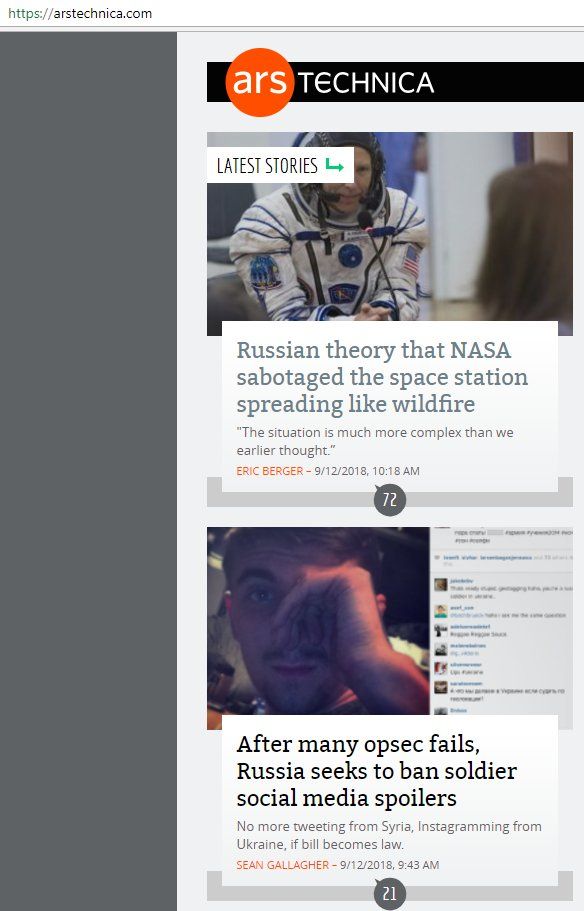 https://arstechnica.com
ars TECHNICA
LATEST STORIES
Russian theory that NASA
sabotaged the space station
spreading like wildfire
"The situation is much more complex than we
earlier thought.”
ERIC BERGER – 9/12/2018, 10:18 AM
72
After many opsec fails,
Russia seeks to ban soldier
social media spoilers
No more tweeting from Syria, Instagramming from
Ukraine, if bill becomes law.
SEAN GALLAGHER – 9/12/2018, 9:43 AM
21